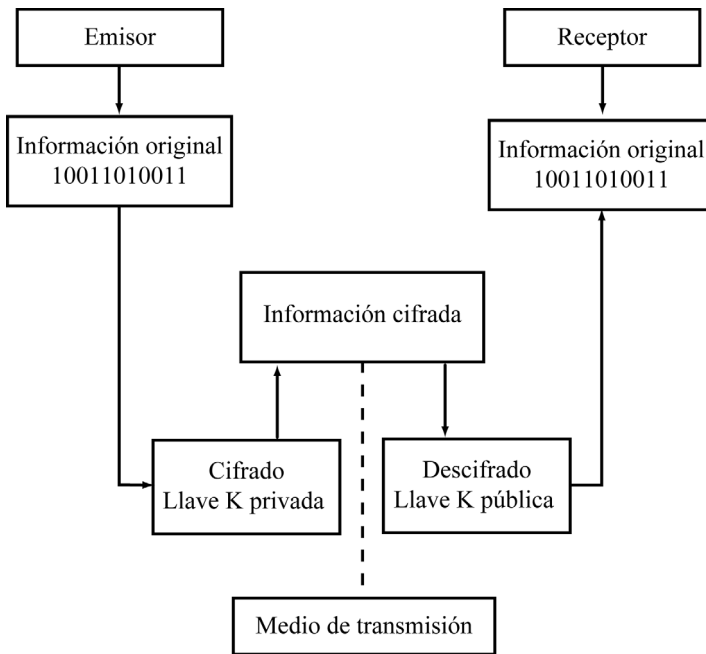 Emisor
Receptor
Información original
10011010011
Información original
10011010011
Información cifrada
Cifrado
Llave K privada
Descifrado
Llave K pública
Medio de transmisión